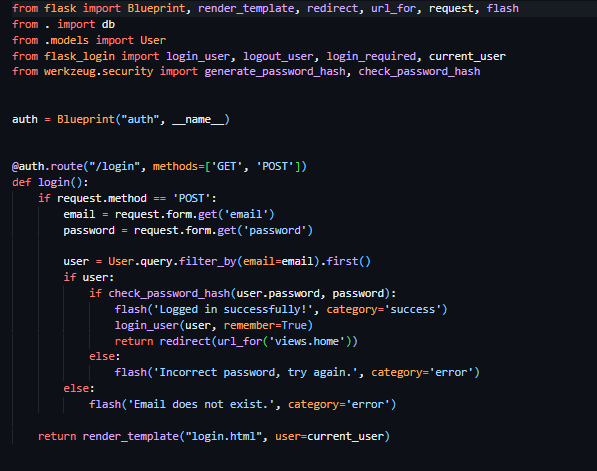 from flask import Blueprint, render_template, redirect, url_for, request, flash
from . import db
from .models import User
from flask_login import login_user, logout_user, login_required, current_user
from werkzeug.security import generate_password_hash, check_password_hash
auth = Blueprint("auth", __name__)
@auth.route("/login", methods=['GET', 'POST'])
def login():
    if request.method == 'POST':
        email = request.form.get('email')
        password = request.form.get('password')
        user = User.query.filter_by(email=email).first()
        if user:
            if check_password_hash(user.password, password):
                flash('Logged in successfully!', category='success')
                login_user(user, remember=True)
                return redirect(url_for('views.home'))
            else:
                flash('Incorrect password, try again.', category='error')
        else:
            flash('Email does not exist.', category='error')
    return render_template("login.html", user=current_user)